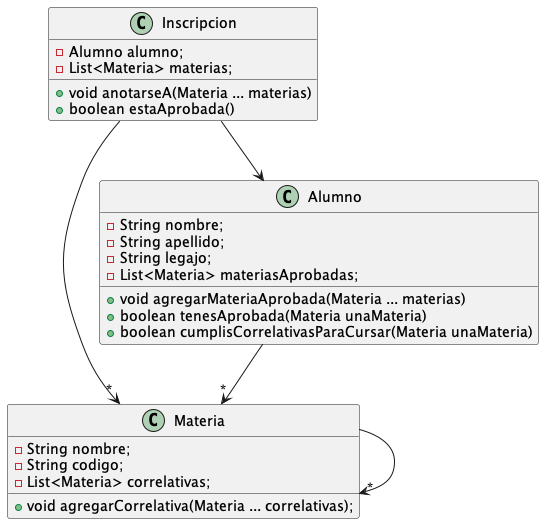 C Inscripcion
Alumno alumno;
List<Materia> materias;
void anotarseA(Materia ... materias)
boolean estaAprobada()
C Alumno
String nombre;
String apellido;
String legajo;
List<Materia> materiasAprobadas;
void agregarMateriaAprobada(Materia ... materias)
boolean tenesAprobada(Materia unaMateria)
boolean cumplisCorrelativasParaCursar(Materia unaMateria)
*
*
C Materia
String nombre;
String codigo;
List<Materia> correlativas;
*
void agregarCorrelativa(Materia ... correlativas);